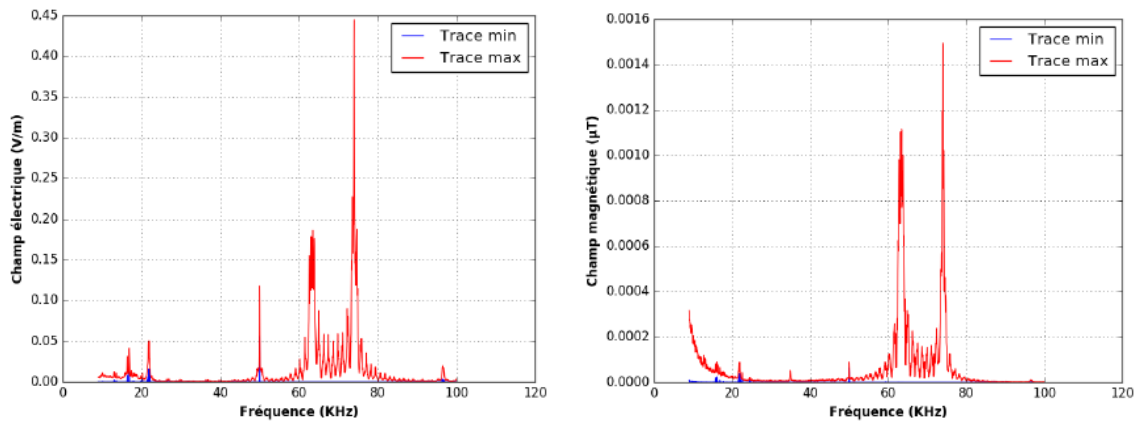 0.45
0.40
0.35
0.30
0.25
0.20
0.15
0.10
0.05
0.00
Champ électrique (V/m)
Trace min
Trace max
0 20 40 60 80 100 120
Fréquence (KHz)
0.0016
0.0014
0.0012
0.0010
0.0008
0.0006
0.0004
0.0002
0.0000
Champ magnétique (µT)
Trace min
Trace max
0 20 40 60 80 100 120
Fréquence (KHz)